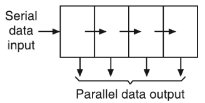 Serial
data
input
Parallel data output